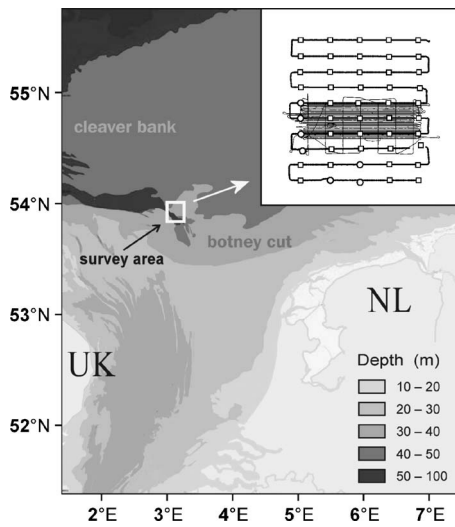 55°N
cleaver bank
54°N
botney cut
survey area
53°N
NL
UK
Depth (m)
10 – 20
20 – 30
30 – 40
40 – 50
50 – 100
52°N
2°E 3°E 4°E 5°E 6°E 7°E